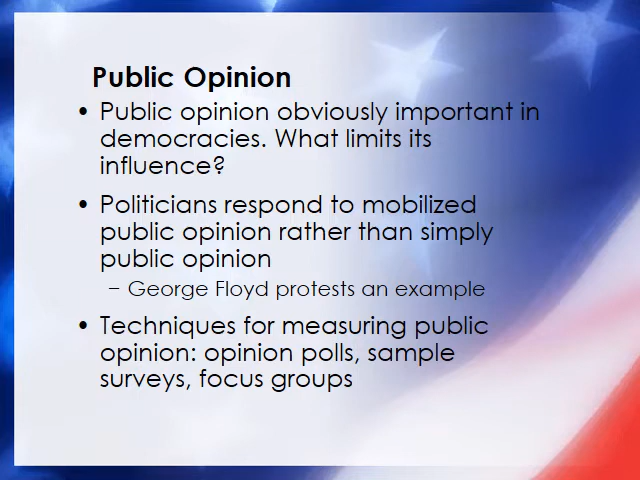 Public Opinion
• Public opinion obviously important in
democracies. What limits its
influence?
• Politicians respond to mobilized
public opinion rather than simply
public opinion
– George Floyd protests an example
• Techniques for measuring public
opinion: opinion polls, sample
surveys, focus groups